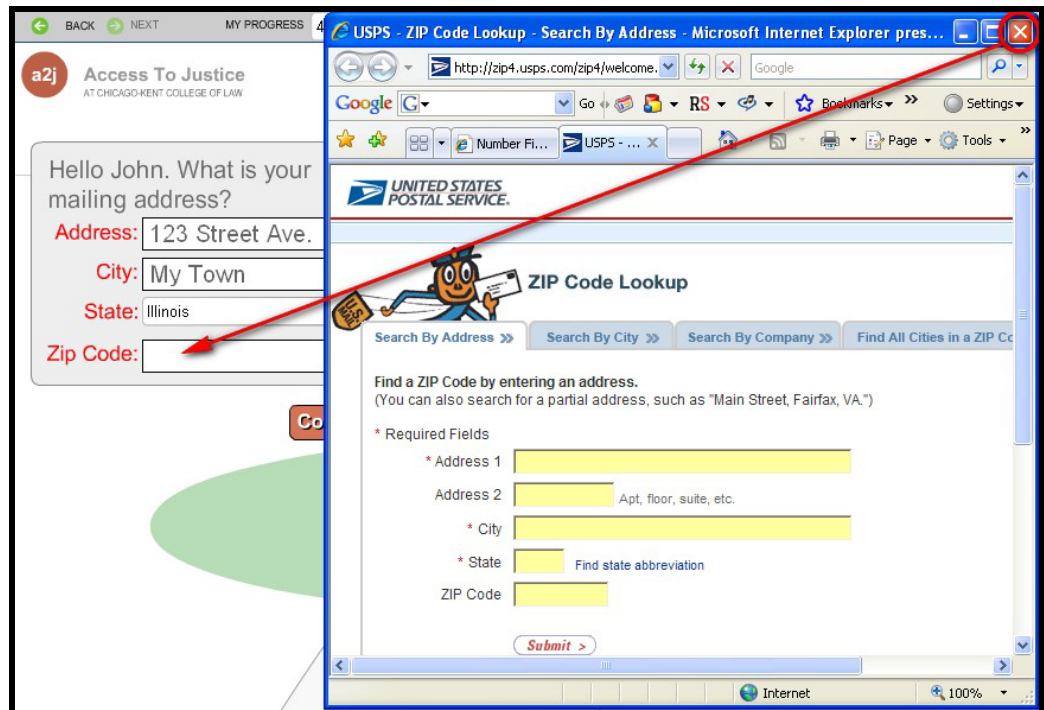 BACK NEXT MY PROGRESS
a2j Access To Justice
AT CHICAGO-KENT COLLEGE OF LAW
Hello John. What is your
mailing address?
Address: 123 Street Ave.
City: My Town
State: Illinois
Zip Code:
Co
USPS - ZIP Code Lookup - Search By Address - Microsoft Internet Explorer pres...
http://zip4.usps.com/zip4/welcome. Google
Google G Go RS Bookmarks Settings
Number Fi... USPS - ... X Page Tools
UNITED STATES
POSTAL SERVICE.
U.S. MAIL
ZIP Code Lookup
Search By Address Search By City Search By Company Find All Cities in a ZIP Co
Find a ZIP Code by entering an address.
(You can also search for a partial address, such as "Main Street, Fairfax, VA.")
* Required Fields
* Address 1
Address 2 Apt, floor, suite, etc.
* City
* State Find state abbreviation
ZIP Code
Submit >
Internet 100%